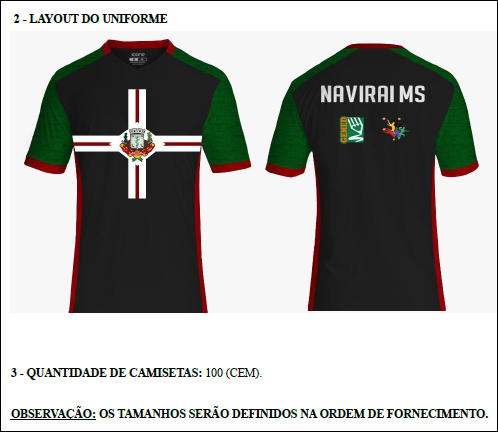 2 - LAYOUT DO UNIFORME
NAVIRAI MS
GEMED
3 - QUANTIDADE DE CAMISETAS: 100 (CEM).
OBSERVAÇÃO: OS TAMANHOS SERÃO DEFINIDOS NA ORDEM DE FORNECIMENTO.